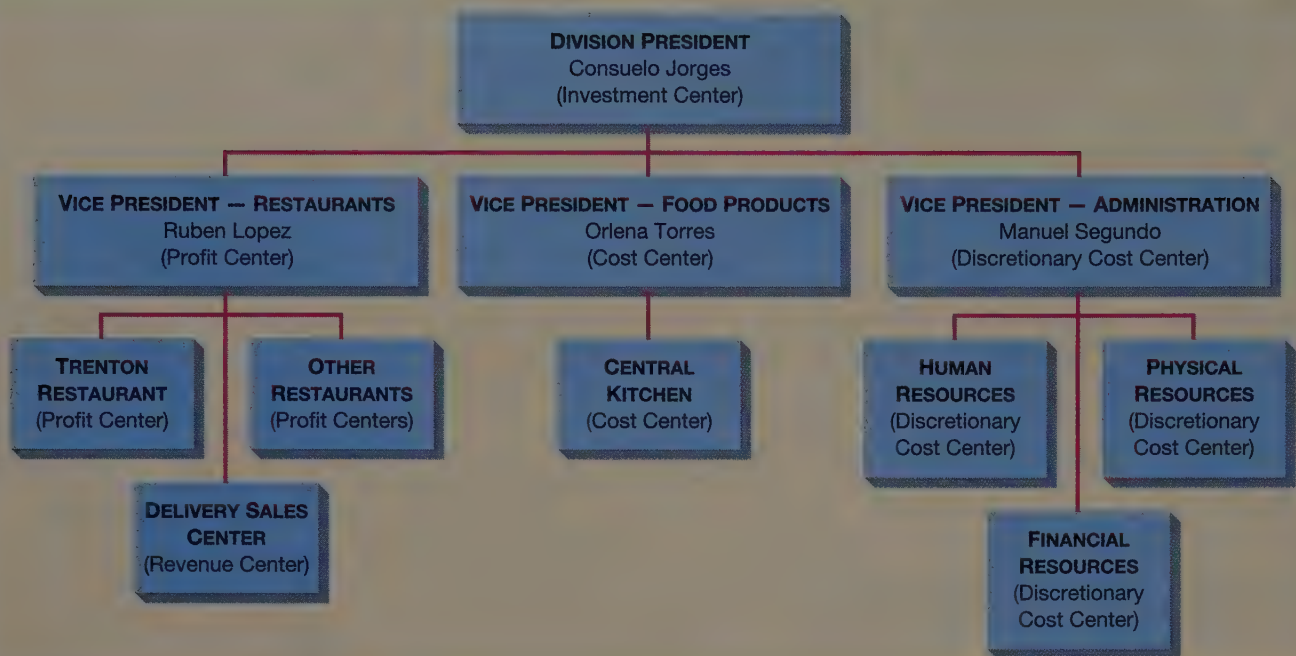 DIVISION PRESIDENT
Consuelo Jorges
(Investment Center)
VICE PRESIDENT — RESTAURANTS
Ruben Lopez
(Profit Center)
VICE PRESIDENT — FOOD PRODUCTS
Orlena Torres
(Cost Center)
VICE PRESIDENT — ADMINISTRATION
Manuel Segundo
(Discretionary Cost Center)
TRENTON
RESTAURANT
(Profit Center)
OTHER
RESTAURANTS
(Profit Centers)
CENTRAL
KITCHEN
(Cost Center)
HUMAN
RESOURCES
(Discretionary
Cost Center)
PHYSICAL
RESOURCES
(Discretionary
Cost Center)
DELIVERY SALES
CENTER
(Revenue Center)
FINANCIAL
RESOURCES
(Discretionary
Cost Center)